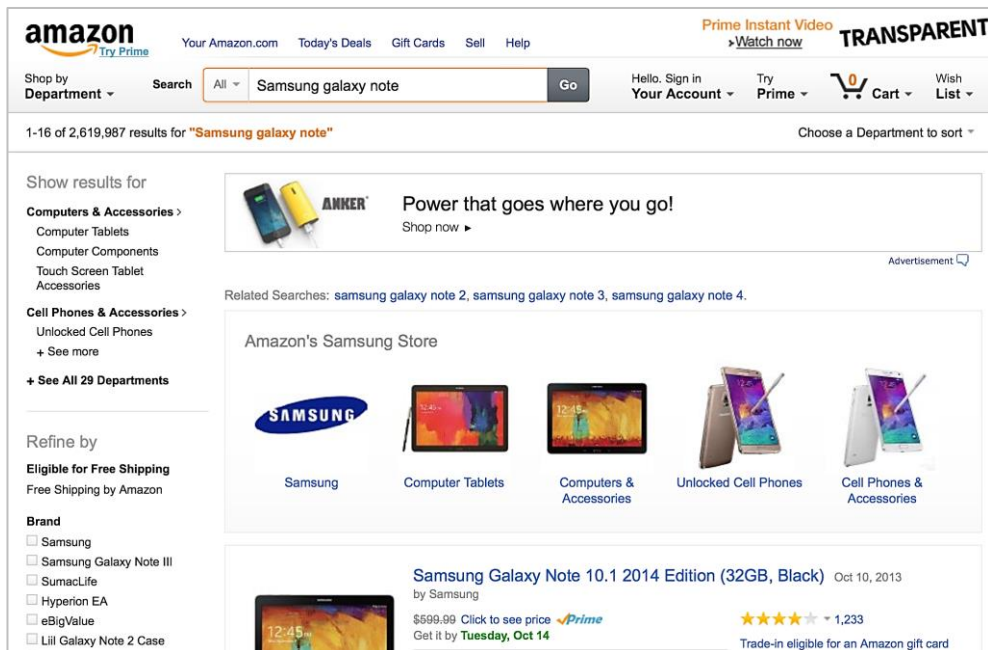 amazon
Try Prime
Your Amazon.com Today's Deals Gift Cards Sell Help
Prime Instant Video
Watch now
TRANSPARENT
Shop by
Department
Search
All
Samsung galaxy note
Go
Hello. Sign in
Your Account
Try
Prime
0
Cart
Wish
List
1-16 of 2,619,987 results for "Samsung galaxy note"
Choose a Department to sort
Show results for
Computers & Accessories >
Computer Tablets
Computer Components
Touch Screen Tablet
Accessories
Cell Phones & Accessories >
Unlocked Cell Phones
+ See more
+ See All 29 Departments
Refine by
Eligible for Free Shipping
Free Shipping by Amazon
Brand
Samsung
Samsung Galaxy Note III
SumacLife
Hyperion EA
eBigValue
Liil Galaxy Note 2 Case
ANKER
Power that goes where you go!
Shop now
Advertisement
Related Searches: samsung galaxy note 2, samsung galaxy note 3, samsung galaxy note 4.
Amazon's Samsung Store
SAMSUNG
Samsung
Computer Tablets
Computers &
Accessories
Unlocked Cell Phones
Cell Phones &
Accessories
12:45
Samsung Galaxy Note 10.1 2014 Edition (32GB, Black) Oct 10, 2013
by Samsung
$599.99 Click to see price Prime
Get it by Tuesday, Oct 14
1,233
Trade-in eligible for an Amazon gift card